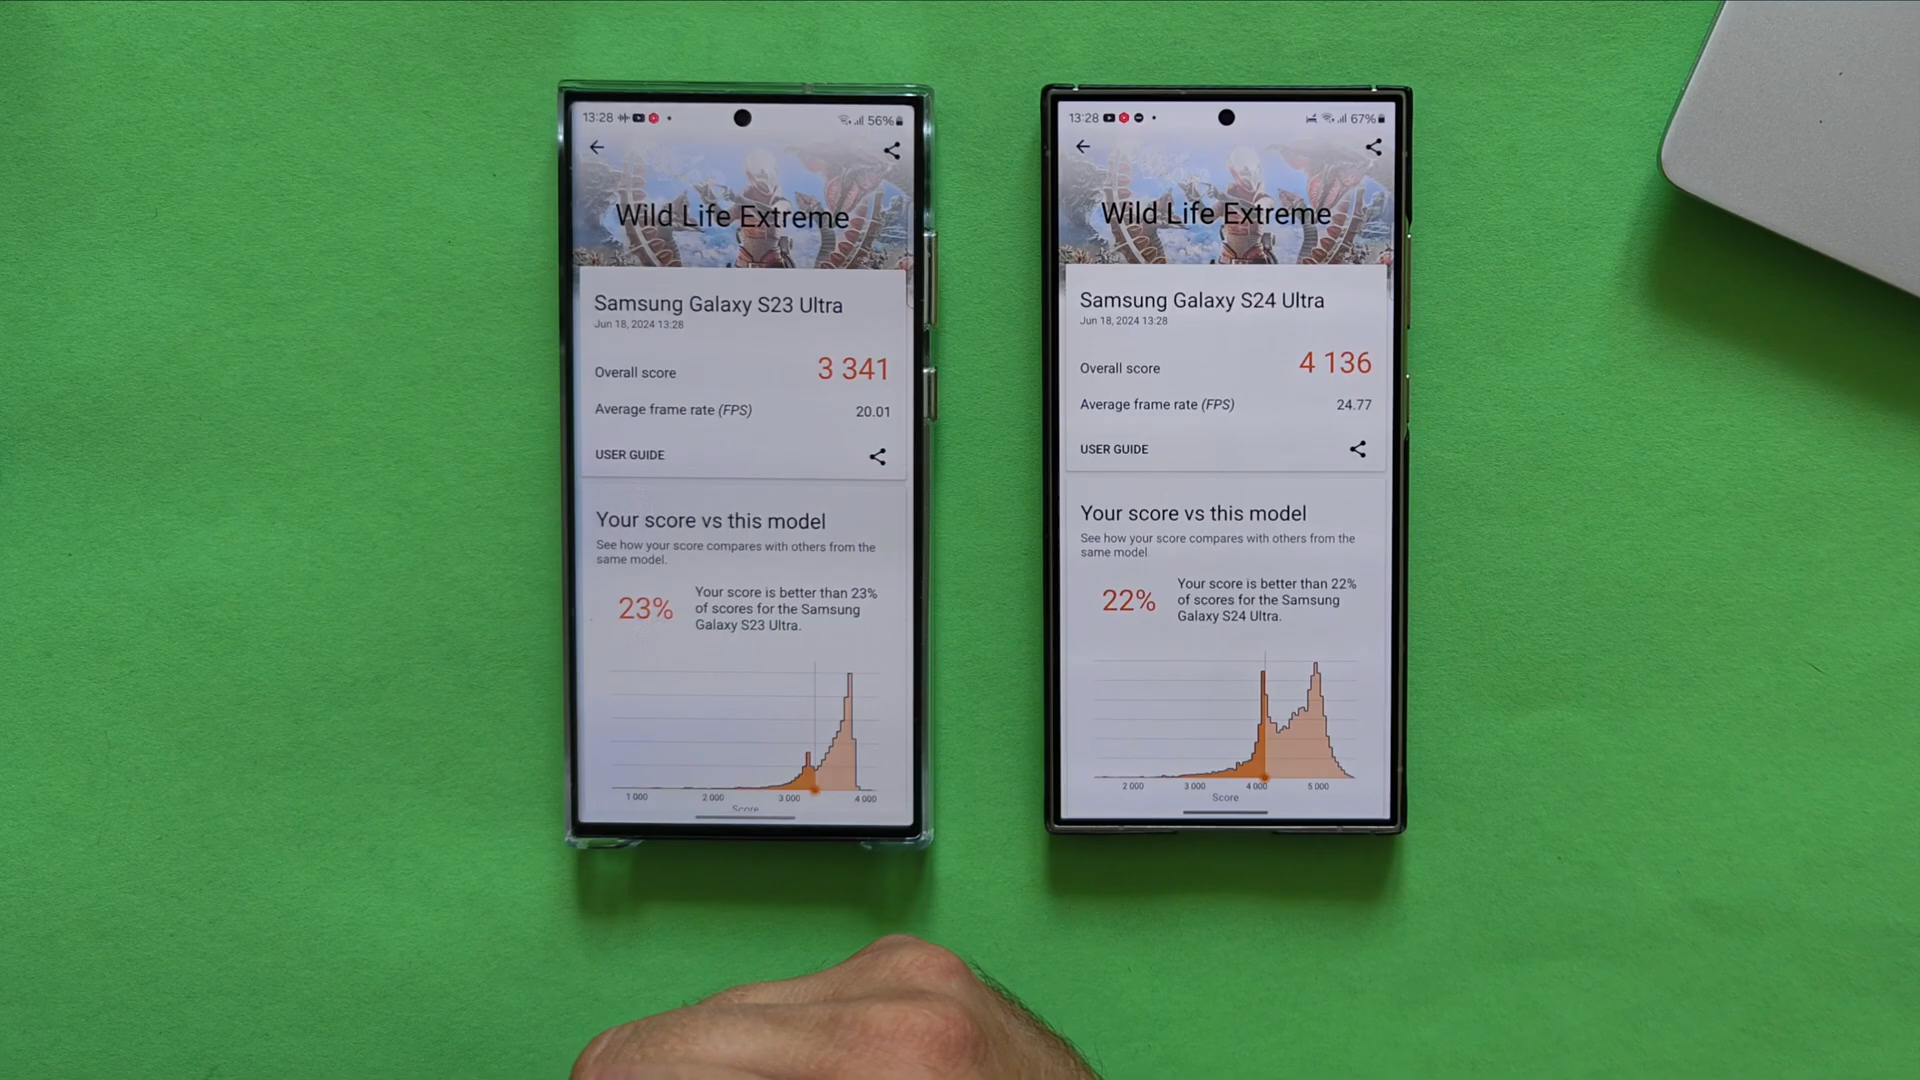 13:28
56%
Wild Life Extreme
Samsung Galaxy S23 Ultra
Jun 18, 2024 13:28
Overall score
3 341
Average frame rate (FPS)
20.01
USER GUIDE
Your score vs this model
See how your score compares with others from the
same model.
23%
Your score is better than 23%
of scores for the Samsung
Galaxy S23 Ultra.
1 000
2 000
3 000
4 000
Score
13:28
67%
Wild Life Extreme
Samsung Galaxy S24 Ultra
Jun 18, 2024 13:28
Overall score
4 136
Average frame rate (FPS)
24.77
USER GUIDE
Your score vs this model
See how your score compares with others from the
same model
22%
Your score is better than 22%
of scores for the Samsung
Galaxy S24 Ultra.
2 000
3 000
4 000
5 000
Score